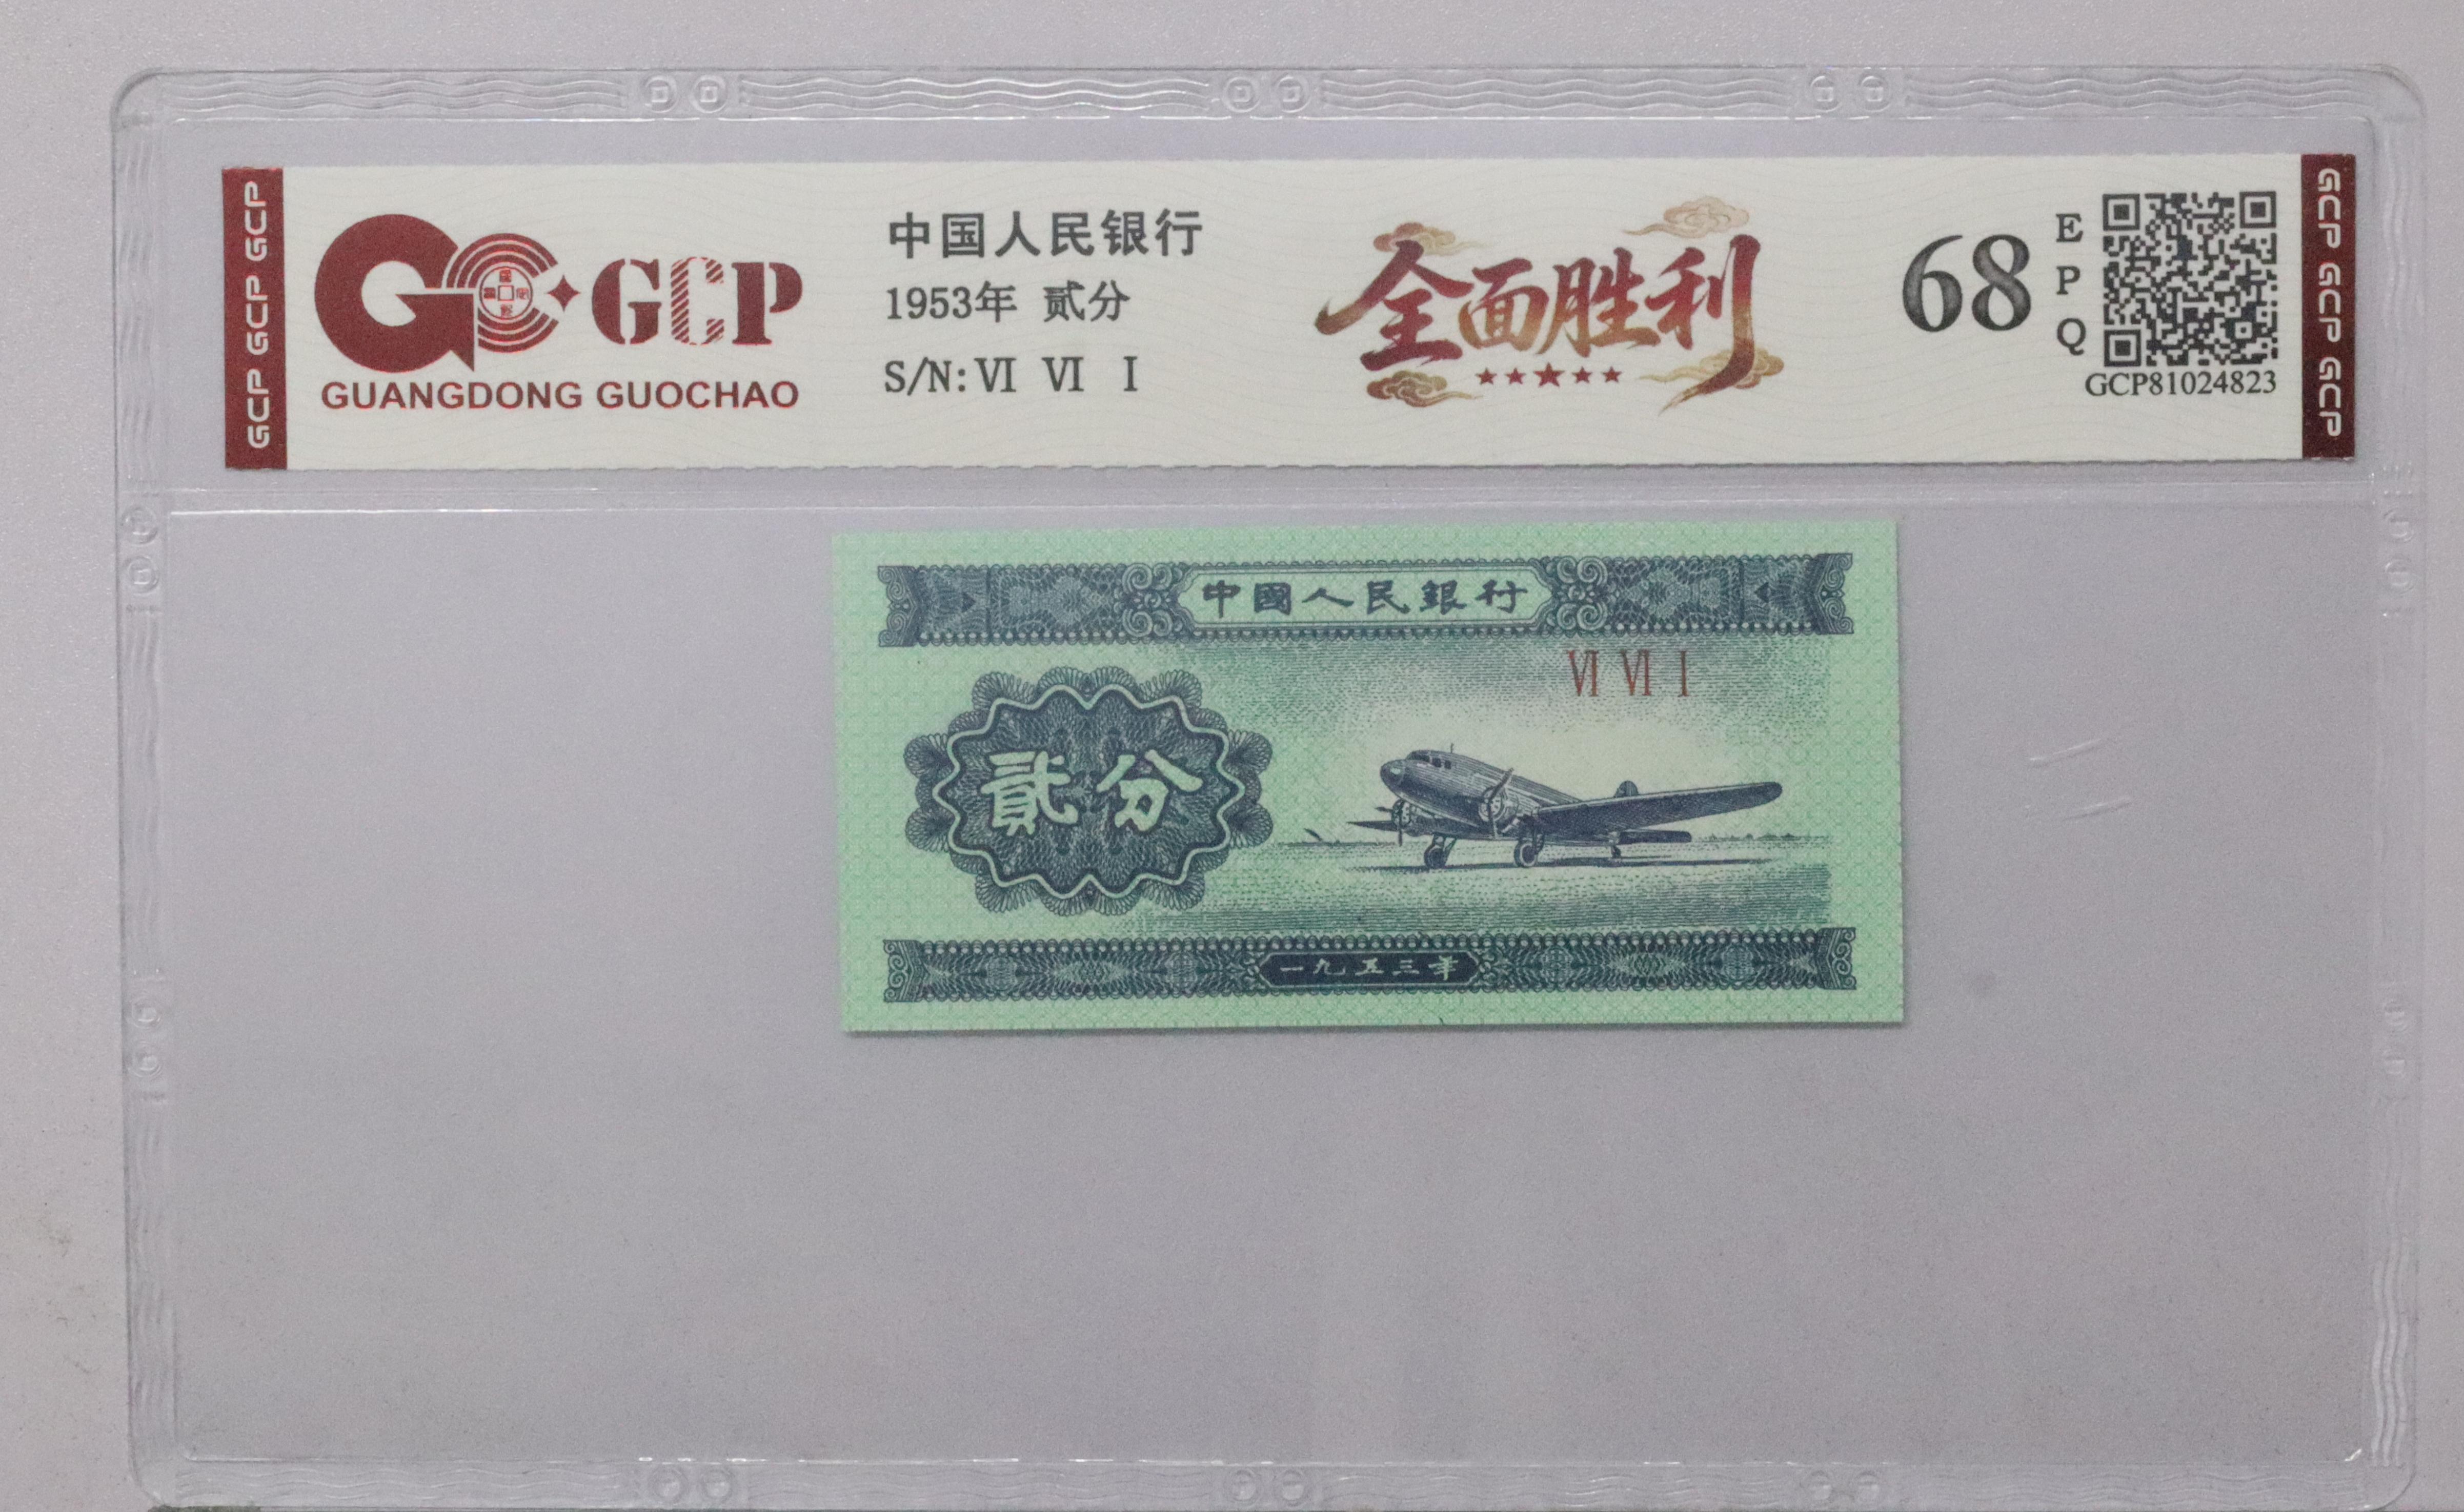 GCP GCP GCP
GCP
GUANGDONG GUOCHAO
中国人民银行
1953年 贰分
S/N: VI VI I
全面胜利
68
EPQ
GCP81024823
GCP GCP GCP
中國人民銀行
VI VI I
貳分
一九五三年